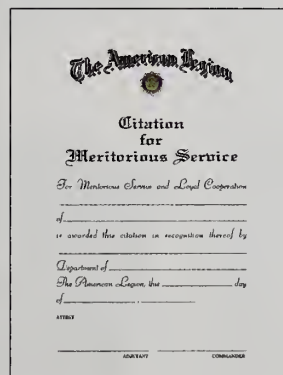 The American Legion
Citation
for
Meritorious Service
For Meritorious Service and Loyal Cooperation
of
is awarded this citation in recognition thereof by
Department of
The American Legion, this day
of
ATTEST
ADJUTANT COMMANDER